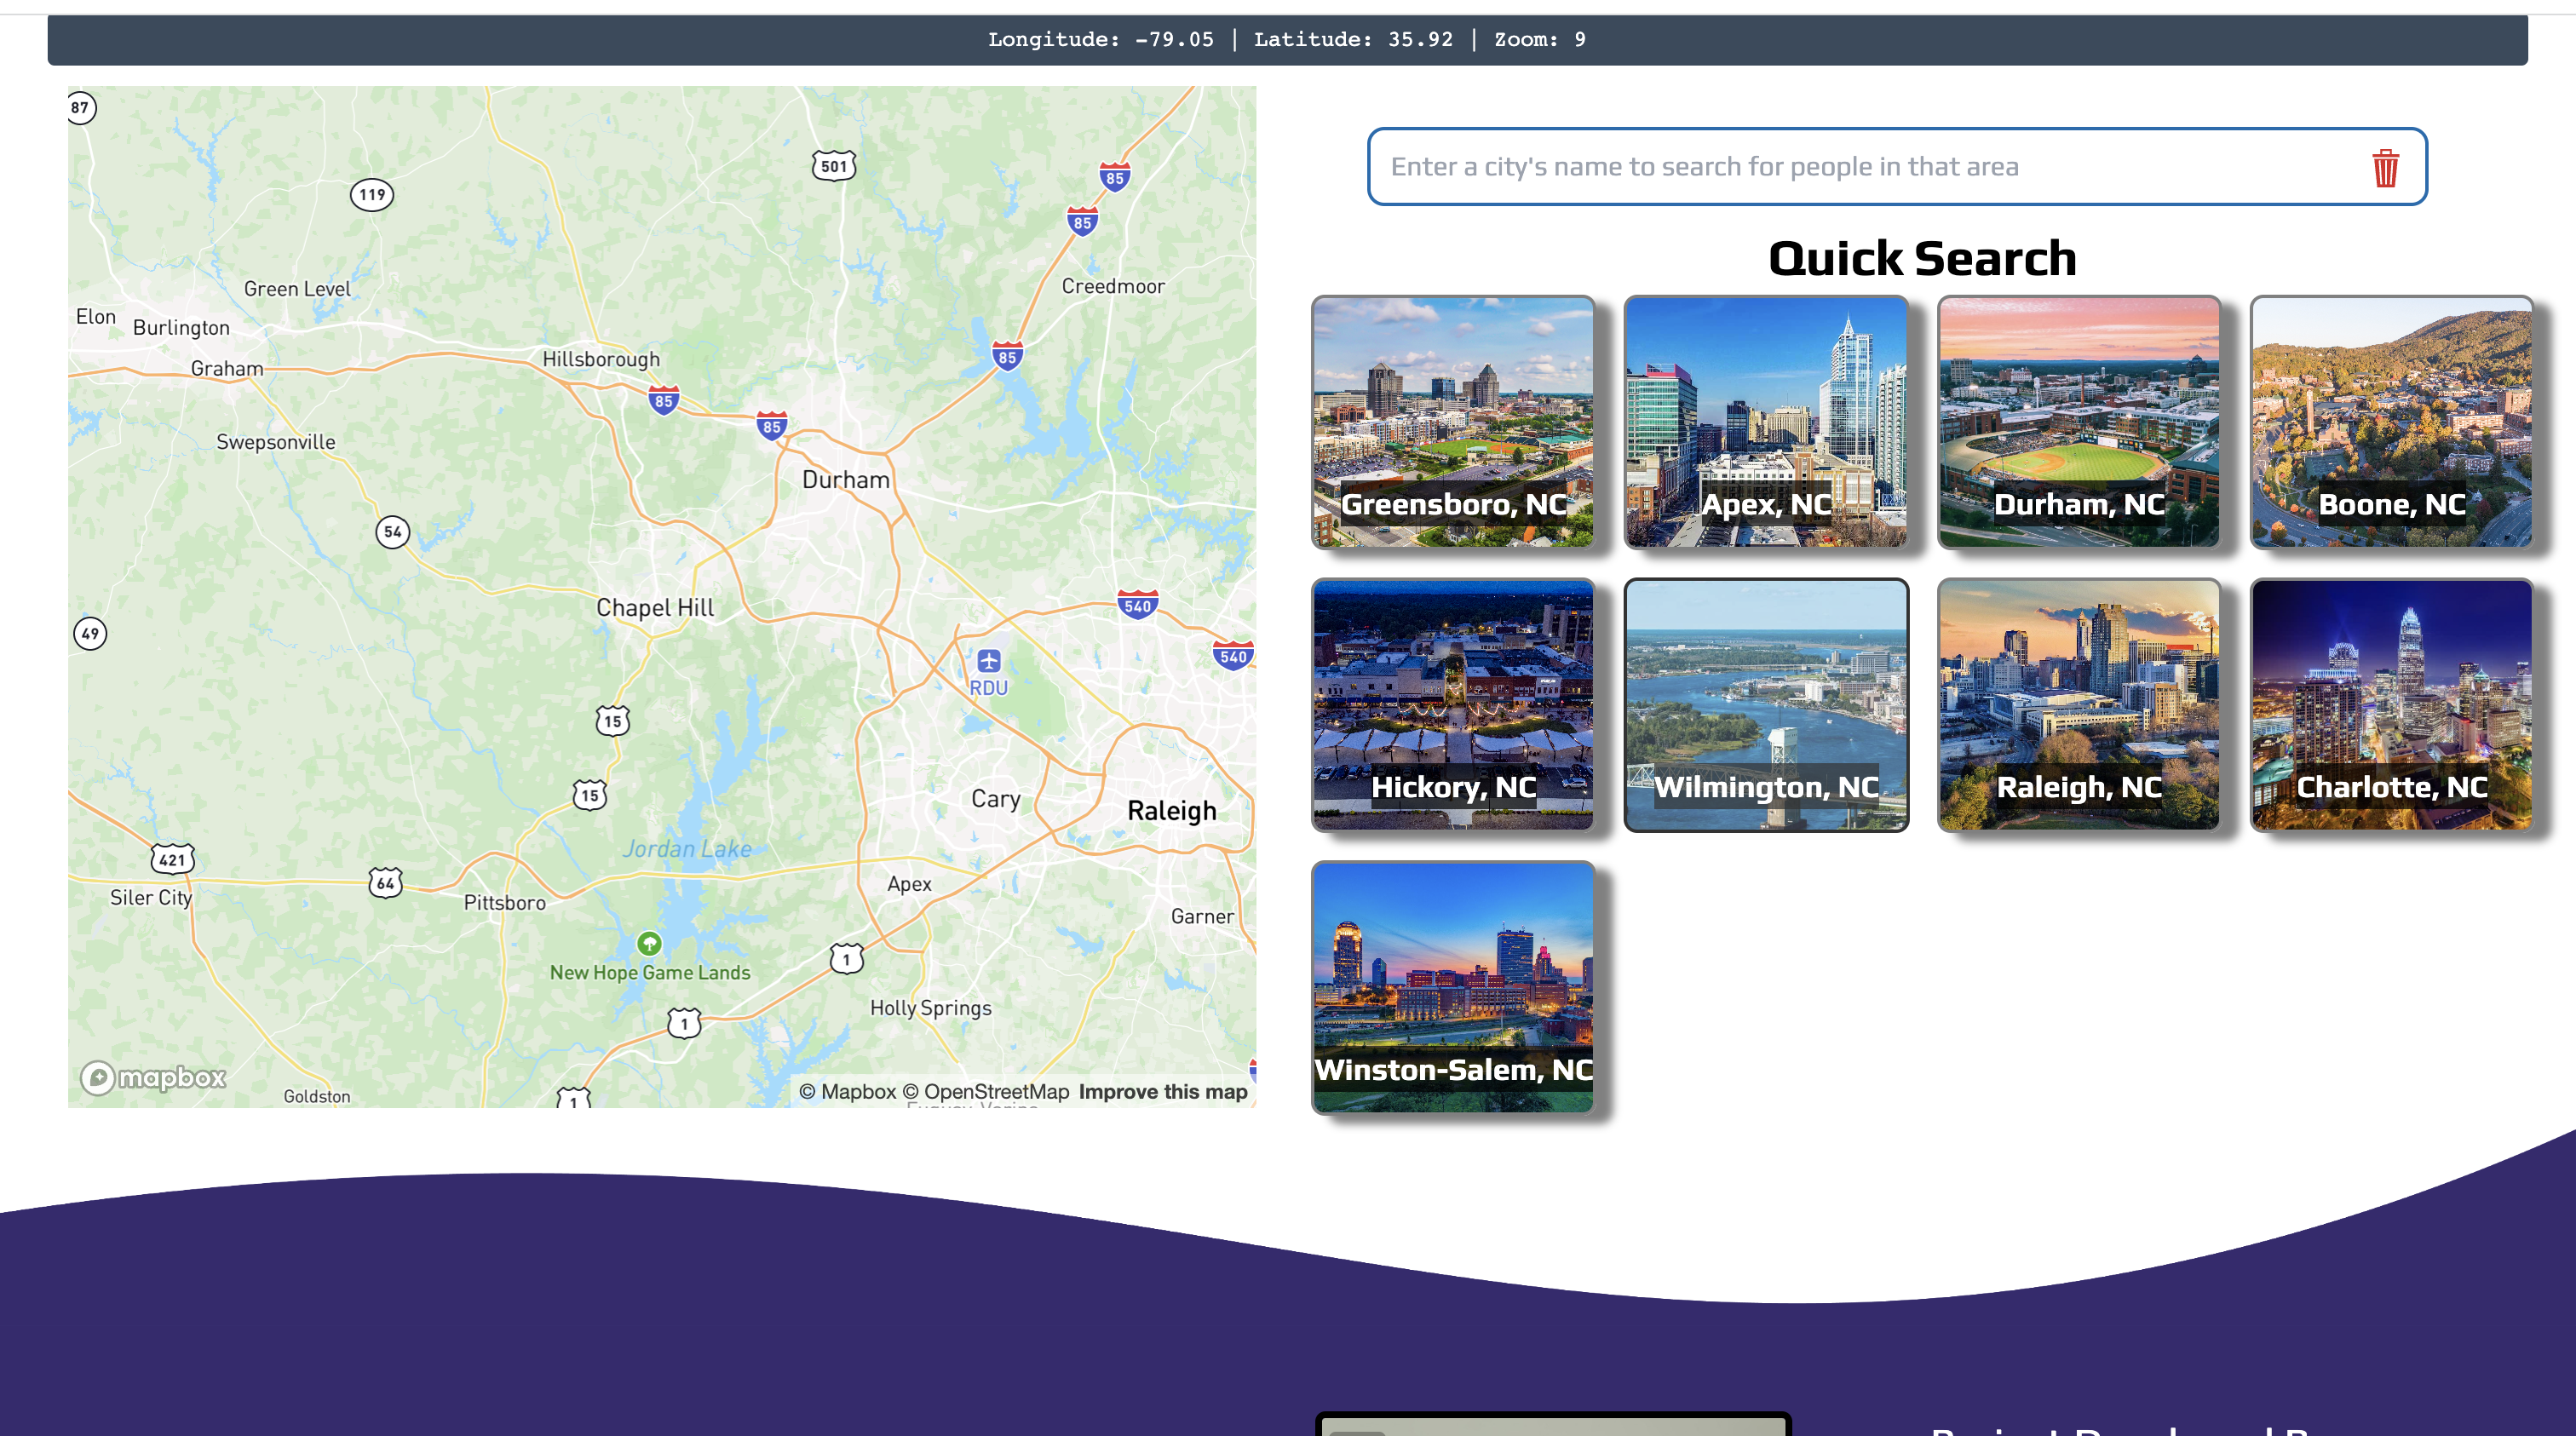 Longitude: -79.05 | Latitude: 35.92 | Zoom: 9
87
501
119
85
85
Creedmoor
Green Level
Elon
Burlington
Hillsborough
85
Graham
85
85
Swepsonville
Durham
54
Chapel Hill
540
49
540
RDU
15
15
Cary
Raleigh
Jordan Lake
421
64
Apex
Siler City
Pittsboro
Garner
1
New Hope Game Lands
Holly Springs
1
mapbox
Goldston
1
© Mapbox © OpenStreetMap Improve this map
Enter a city's name to search for people in that area
Quick Search
Greensboro, NC
Apex, NC
Durham, NC
Boone, NC
Hickory, NC
Wilmington, NC
Raleigh, NC
Charlotte, NC
Winston-Salem, NC